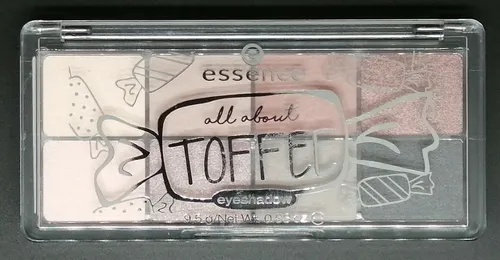 essence
all about
TOFFEE
eyeshadow